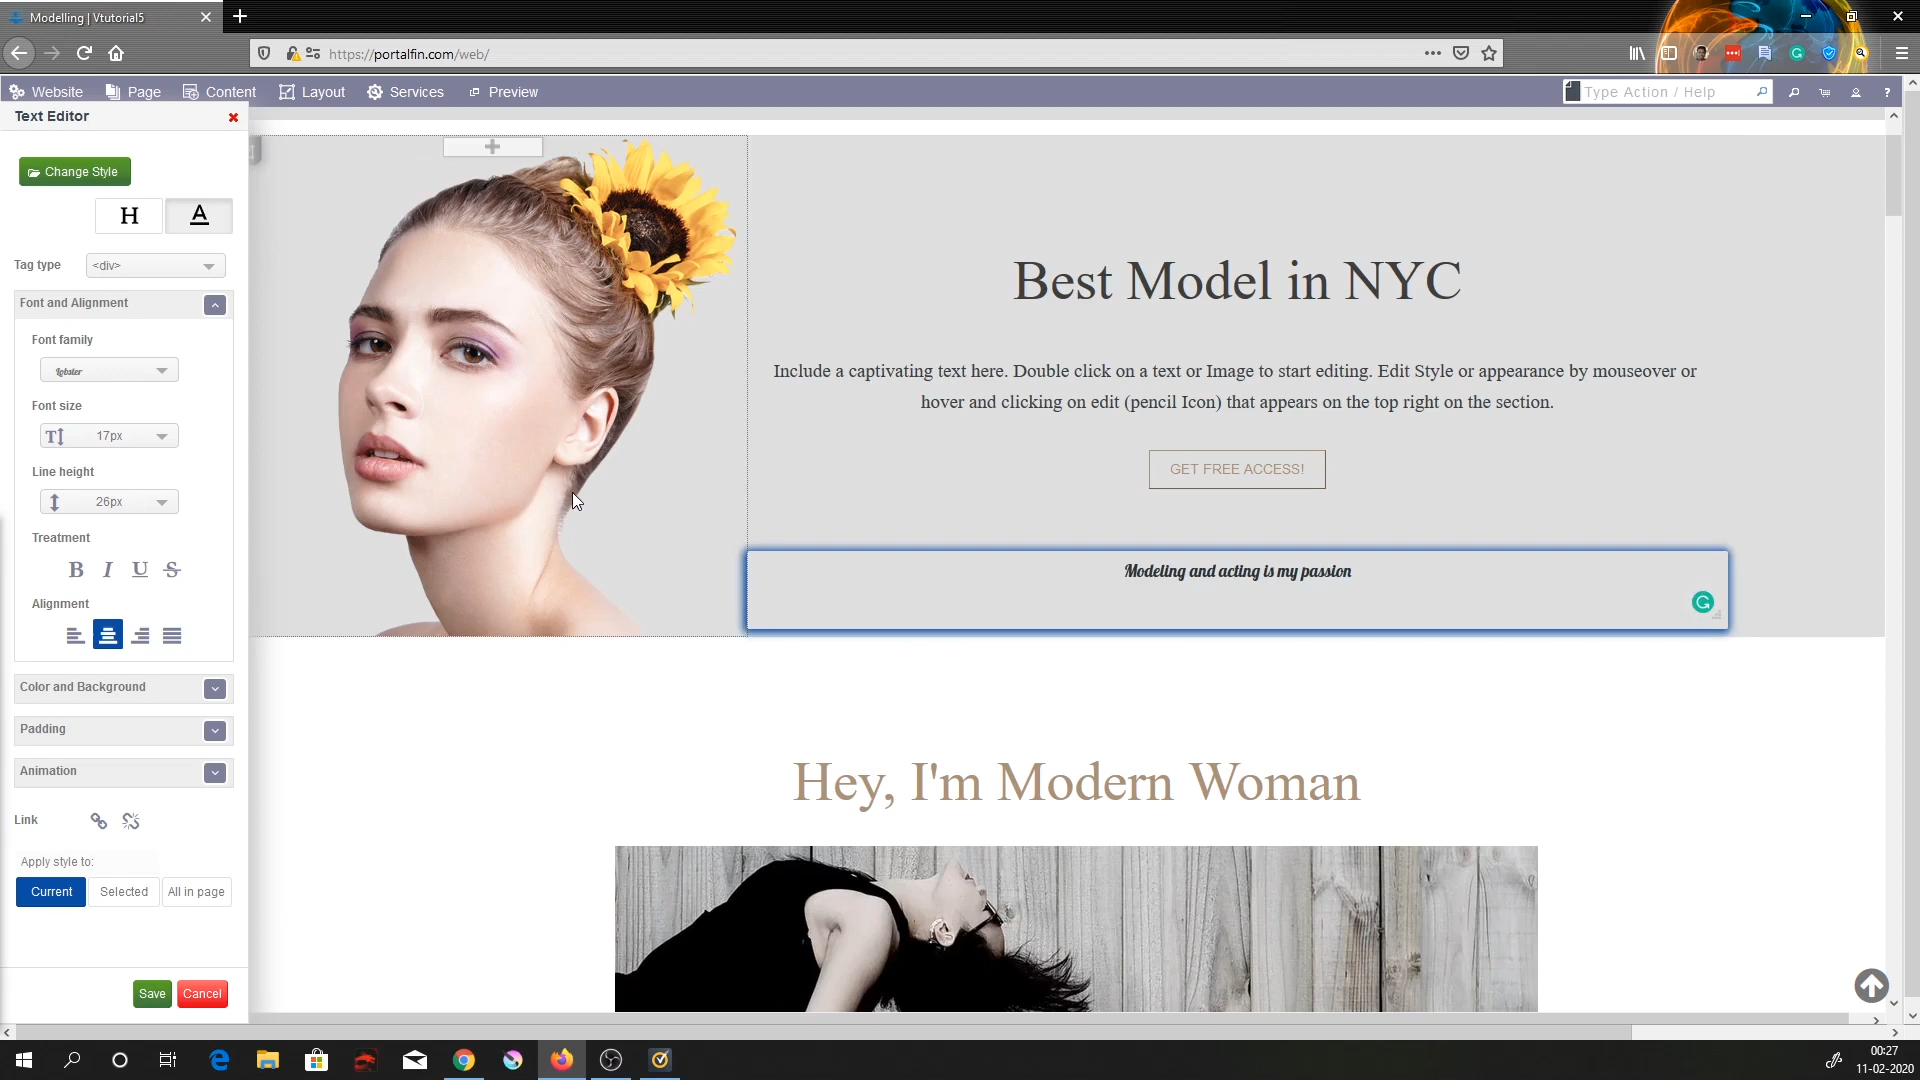 Modelling | Vtutorial5
https://portalfin.com/web/
Website
Page
Content
Layout
Services
Preview
Type Action / Help
?
Text Editor
Change Style
H
A
Tag type
<div>
Font and Alignment
Font family
Lobster
Font size
17px
Line height
26px
Treatment
B I U S
Alignment
Color and Background
Padding
Animation
Link
Apply style to:
Current
Selected
All in page
Save
Cancel
Best Model in NYC
Include a captivating text here. Double click on a text or Image to start editing. Edit Style or appearance by mouseover or
hover and clicking on edit (pencil Icon) that appears on the top right on the section.
GET FREE ACCESS!
Modeling and acting is my passion
Hey, I'm Modern Woman
00:27
11-02-2020